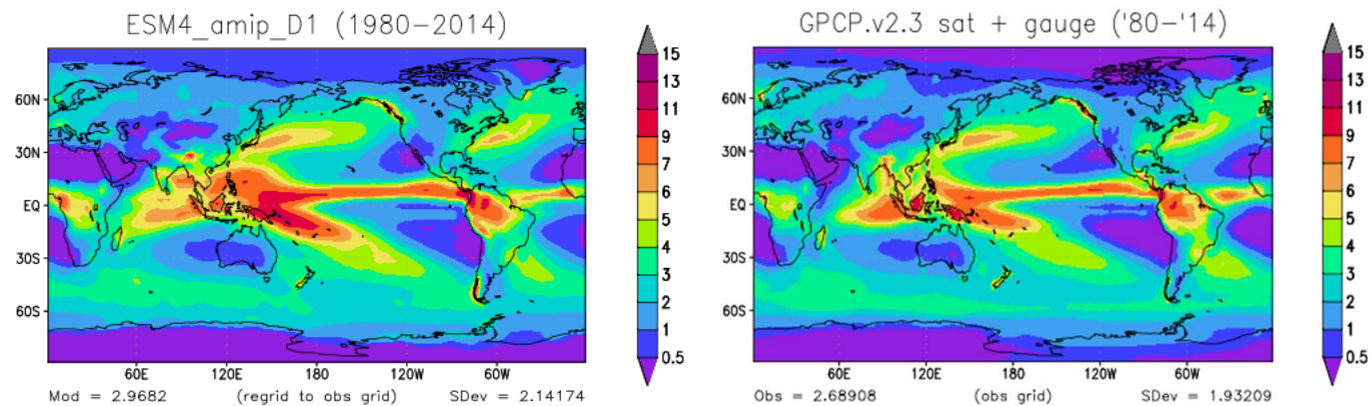 ESM4_amip_D1 (1980-2014)
15
13
11
9
7
6
5
4
3
2
1
0.5
60N
30N
EQ
30S
60S
60E
120E
180
120W
60W
Mod = 2.9682
(regrid to obs grid)
SDev = 2.14174
GPCP.v2.3 sat + gauge ('80-'14)
15
13
11
9
7
6
5
4
3
2
1
0.5
60N
30N
EQ
30S
60S
60E
120E
180
120W
60W
Obs = 2.68908
(obs grid)
SDev = 1.93209